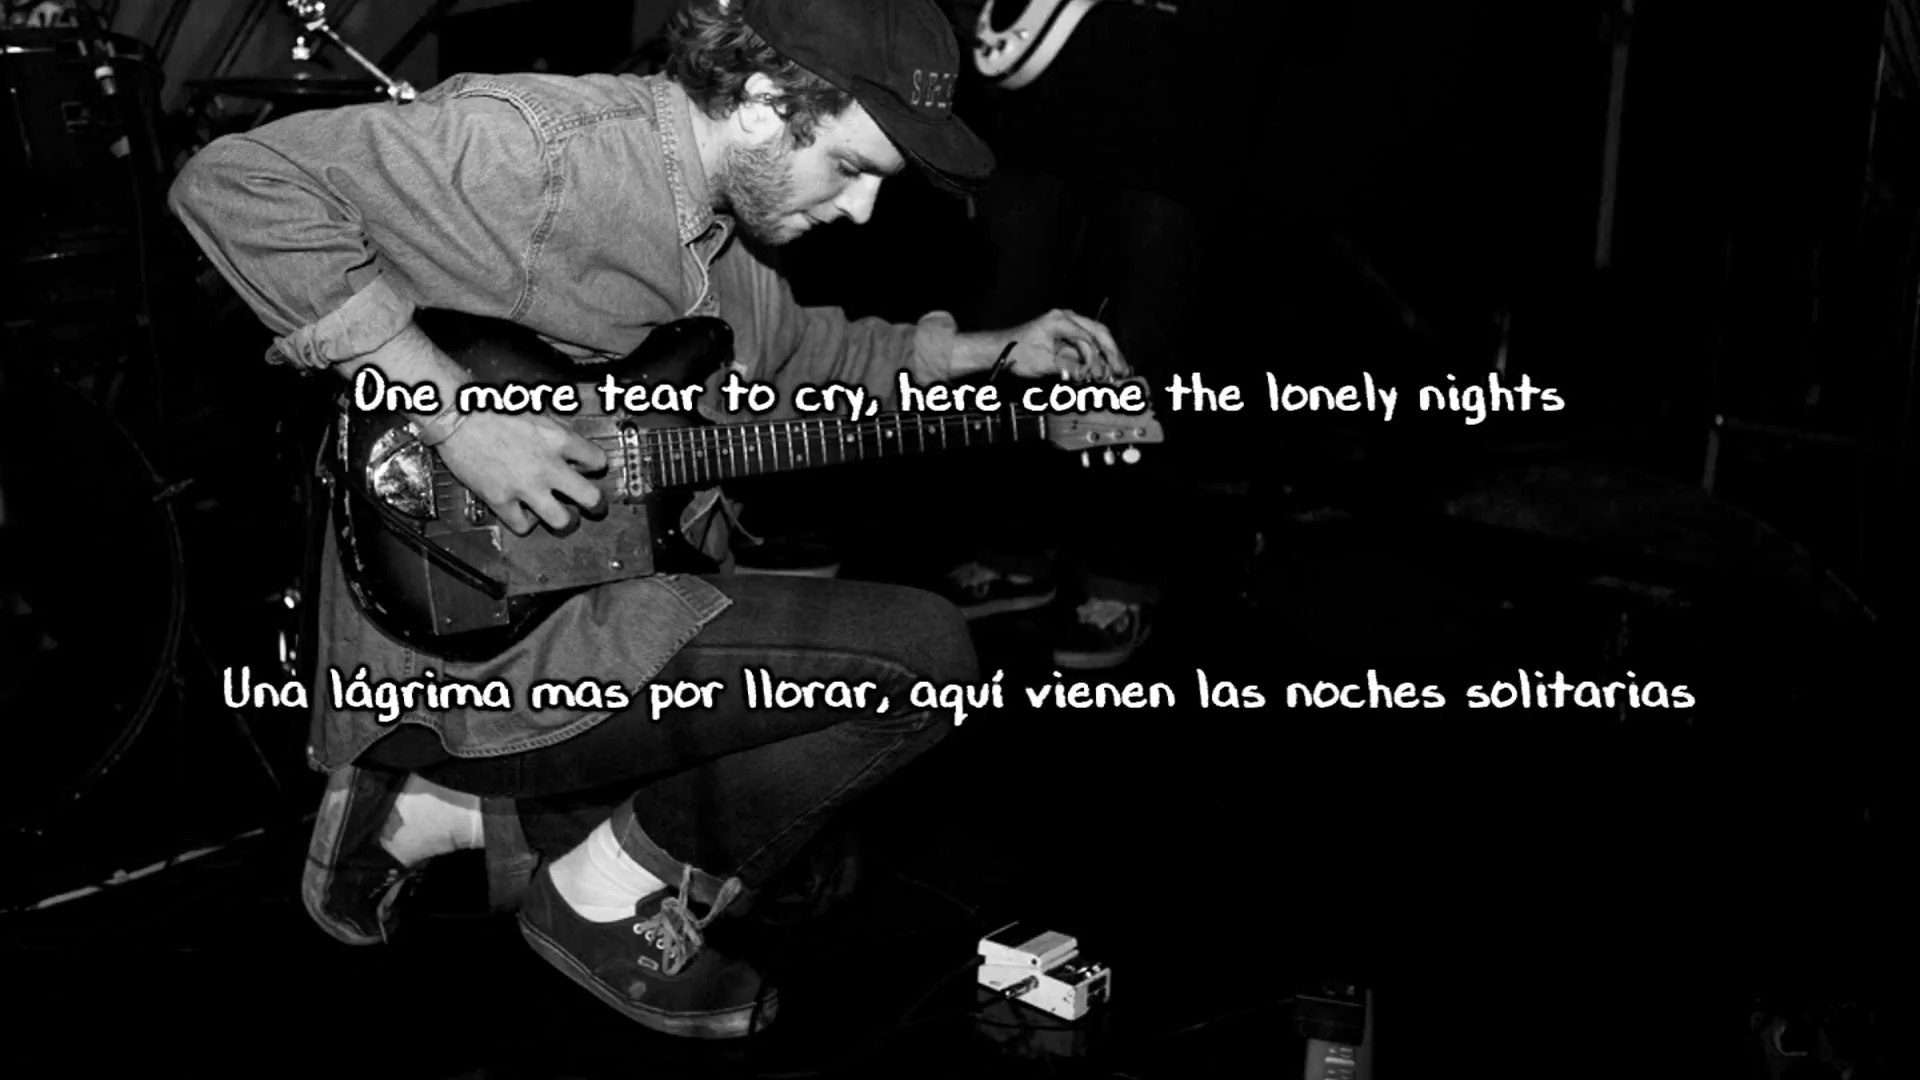 One more tear to cry, here come the lonely nights
Una lágrima mas por llorar, aquí vienen las noches solitarias